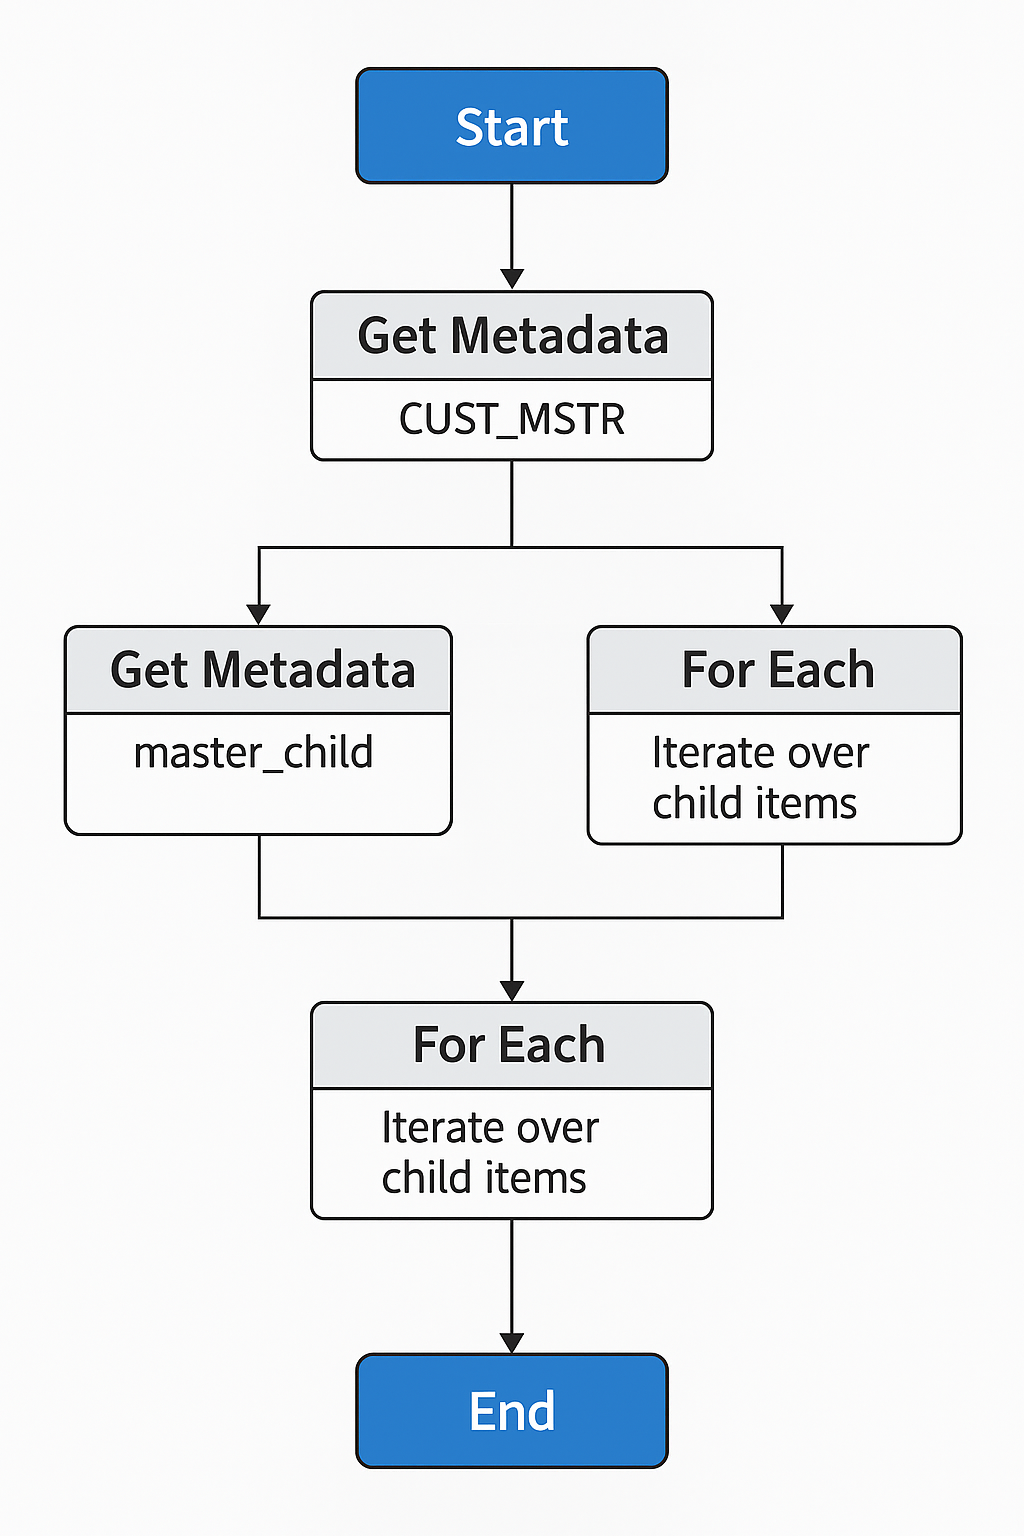 Start
Get Metadata
CUST_MSTR
Get Metadata
master_child
For Each
Iterate over
child items
For Each
Iterate over
child items
End